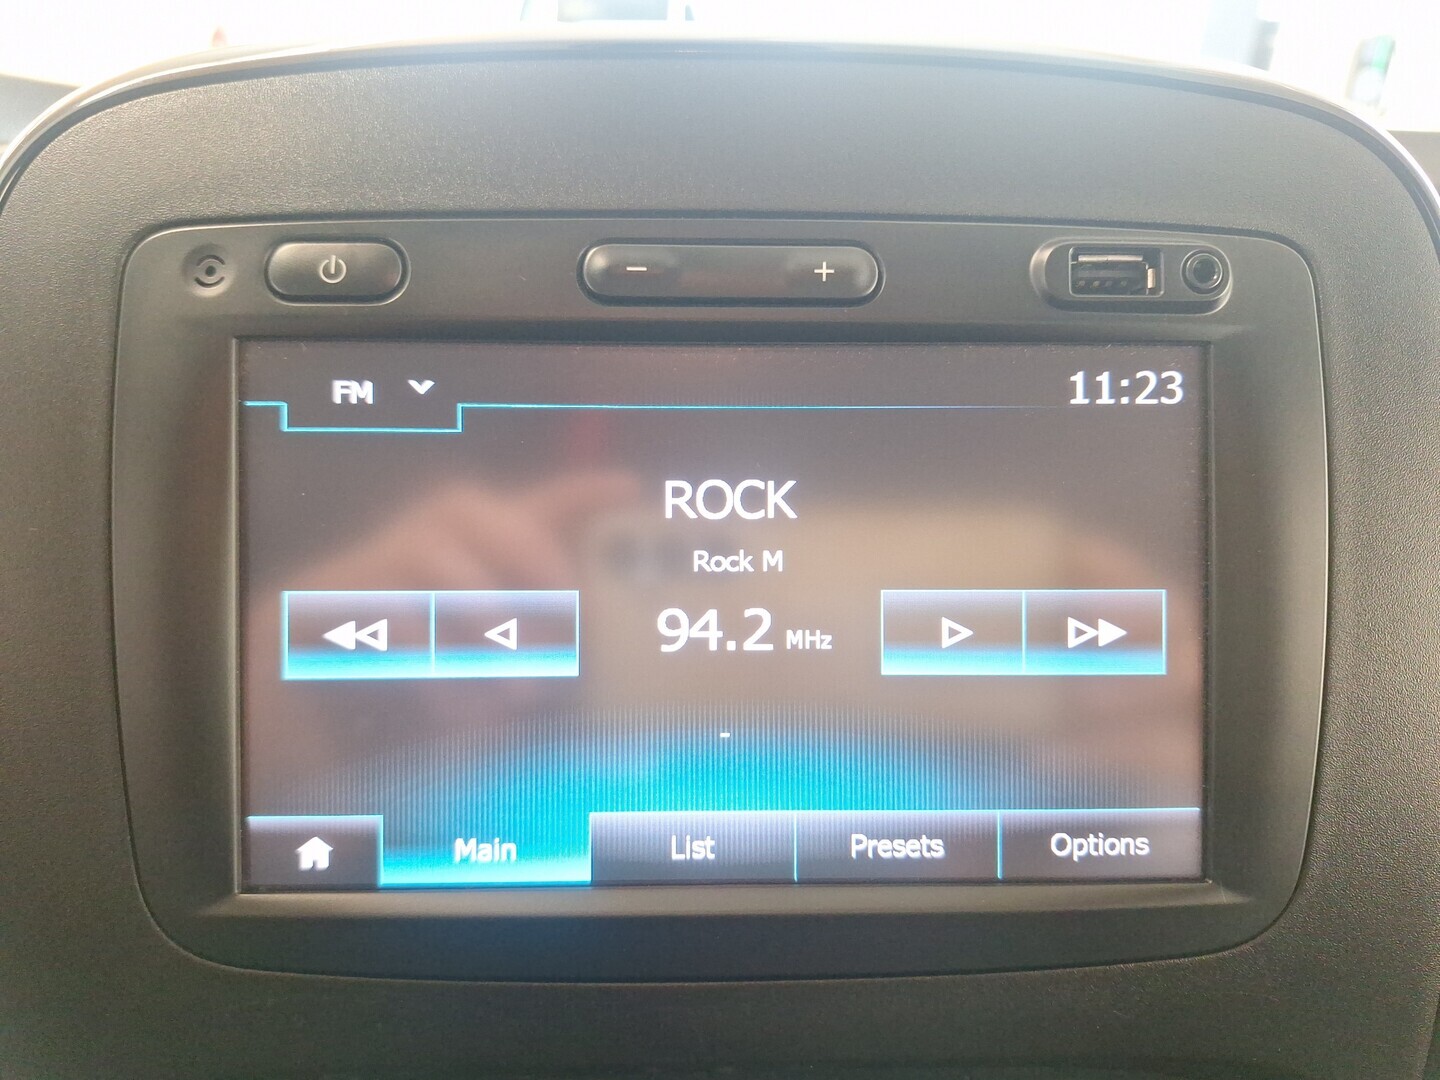 FM
11:23
ROCK
Rock M
94.2 MHz
-
Main List Presets Options